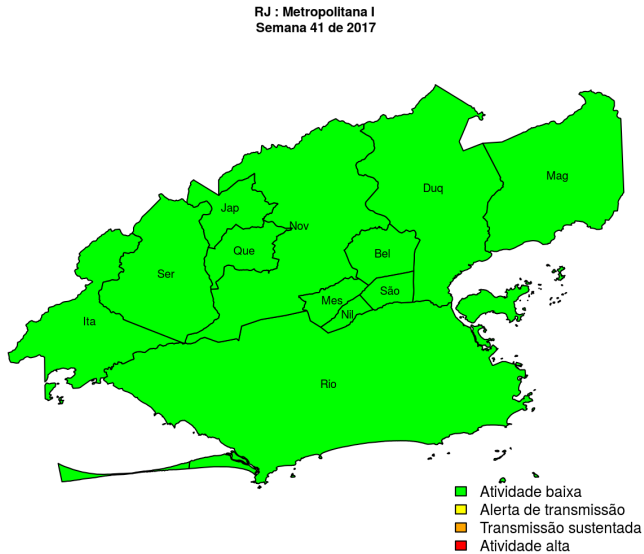 RJ : Metropolitana I
Semana 41 de 2017
Mag
Duq
Jap
Nov
Que
Bel
Ser
São
Mes
Nil
Ita
Rio
Atividade baixa
Alerta de transmissão
Transmissão sustentada
Atividade alta